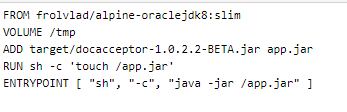 FROM frolvlad/alpine-oraclejdk8:slim
VOLUME /tmp
ADD target/docacceptor-1.0.2.2-BETA.jar app.jar
RUN sh -c 'touch /app.jar'
ENTRYPOINT [ "sh", "-c", "java -jar /app.jar" ]